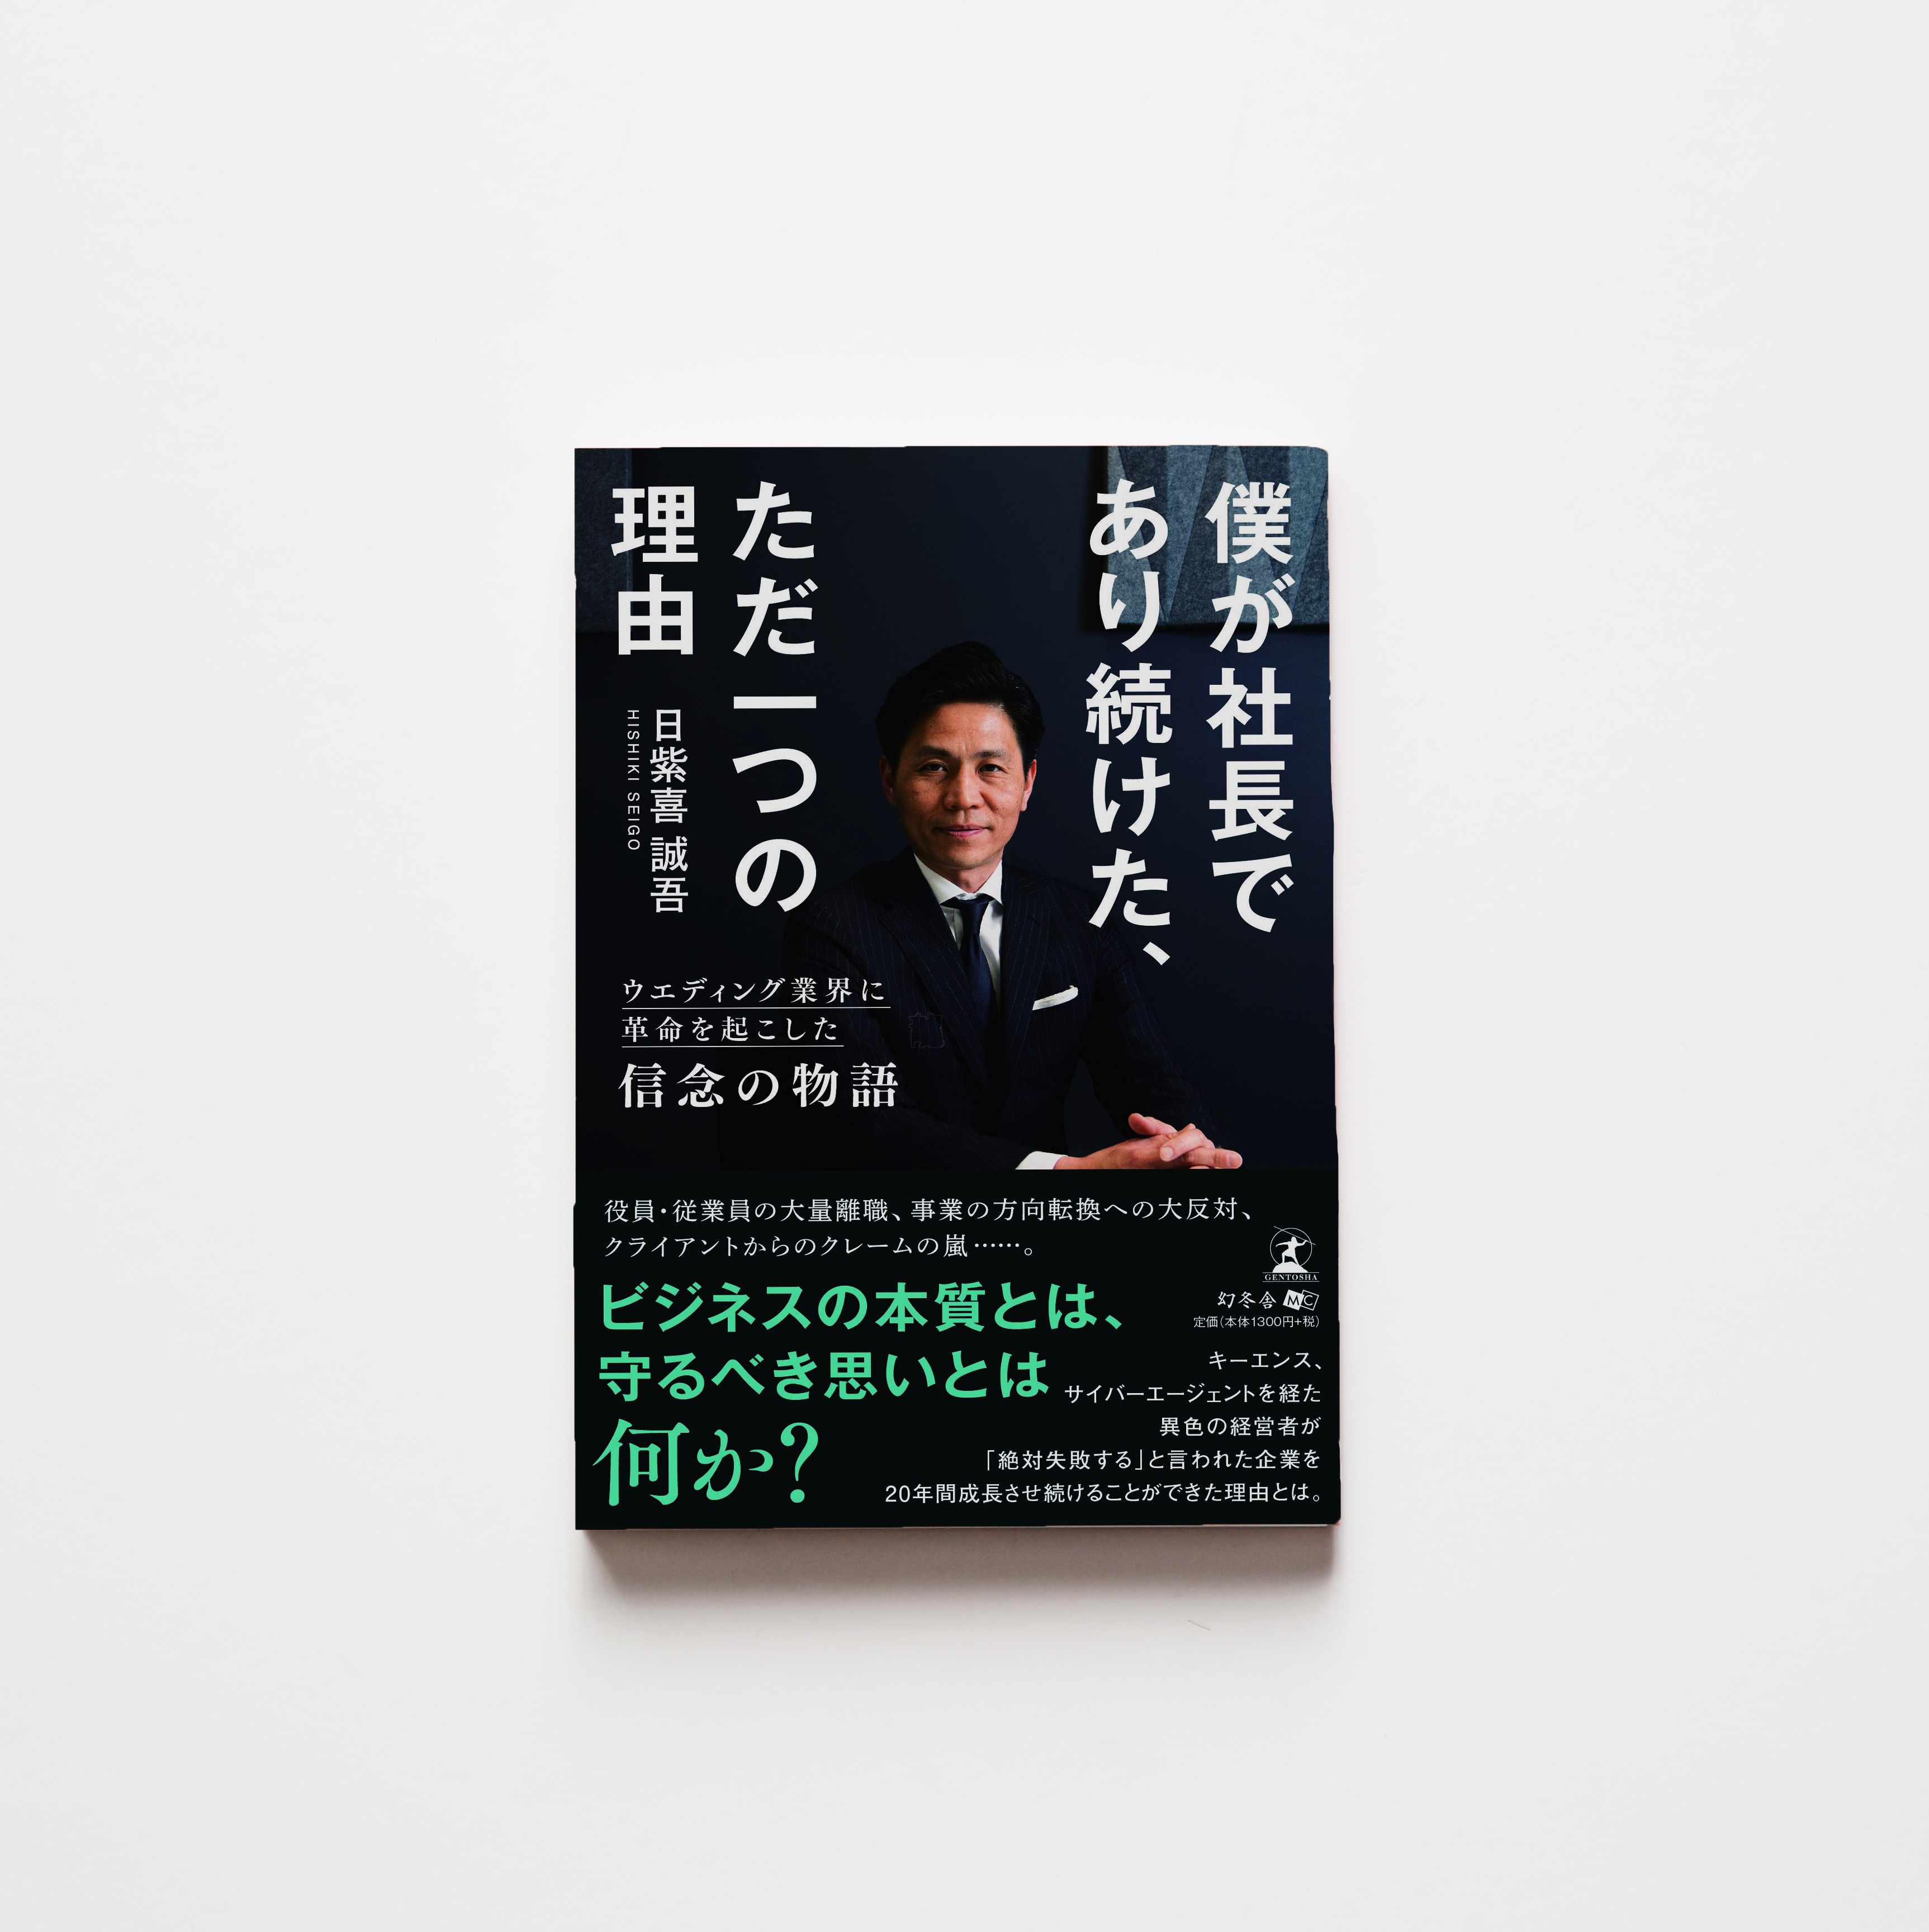 僕が社長で
あり続けた、
ただ一つの
理由
日紫喜 誠吾
HISHIKI SEIGO
ウエディング業界に
革命を起こした
信念の物語
役員・従業員の大量離職、事業の方向転換への大反対、
クライアントからのクレームの嵐……。
ビジネスの本質とは、
守るべき思いとは
何か?
GENTOSHA
幻冬舎 MC
定価(本体1300円+税)
キーエンス、
サイバーエージェントを経た
異色の経営者が
「絶対失敗する」と言われた企業を
20年間成長させ続けることができた理由とは。